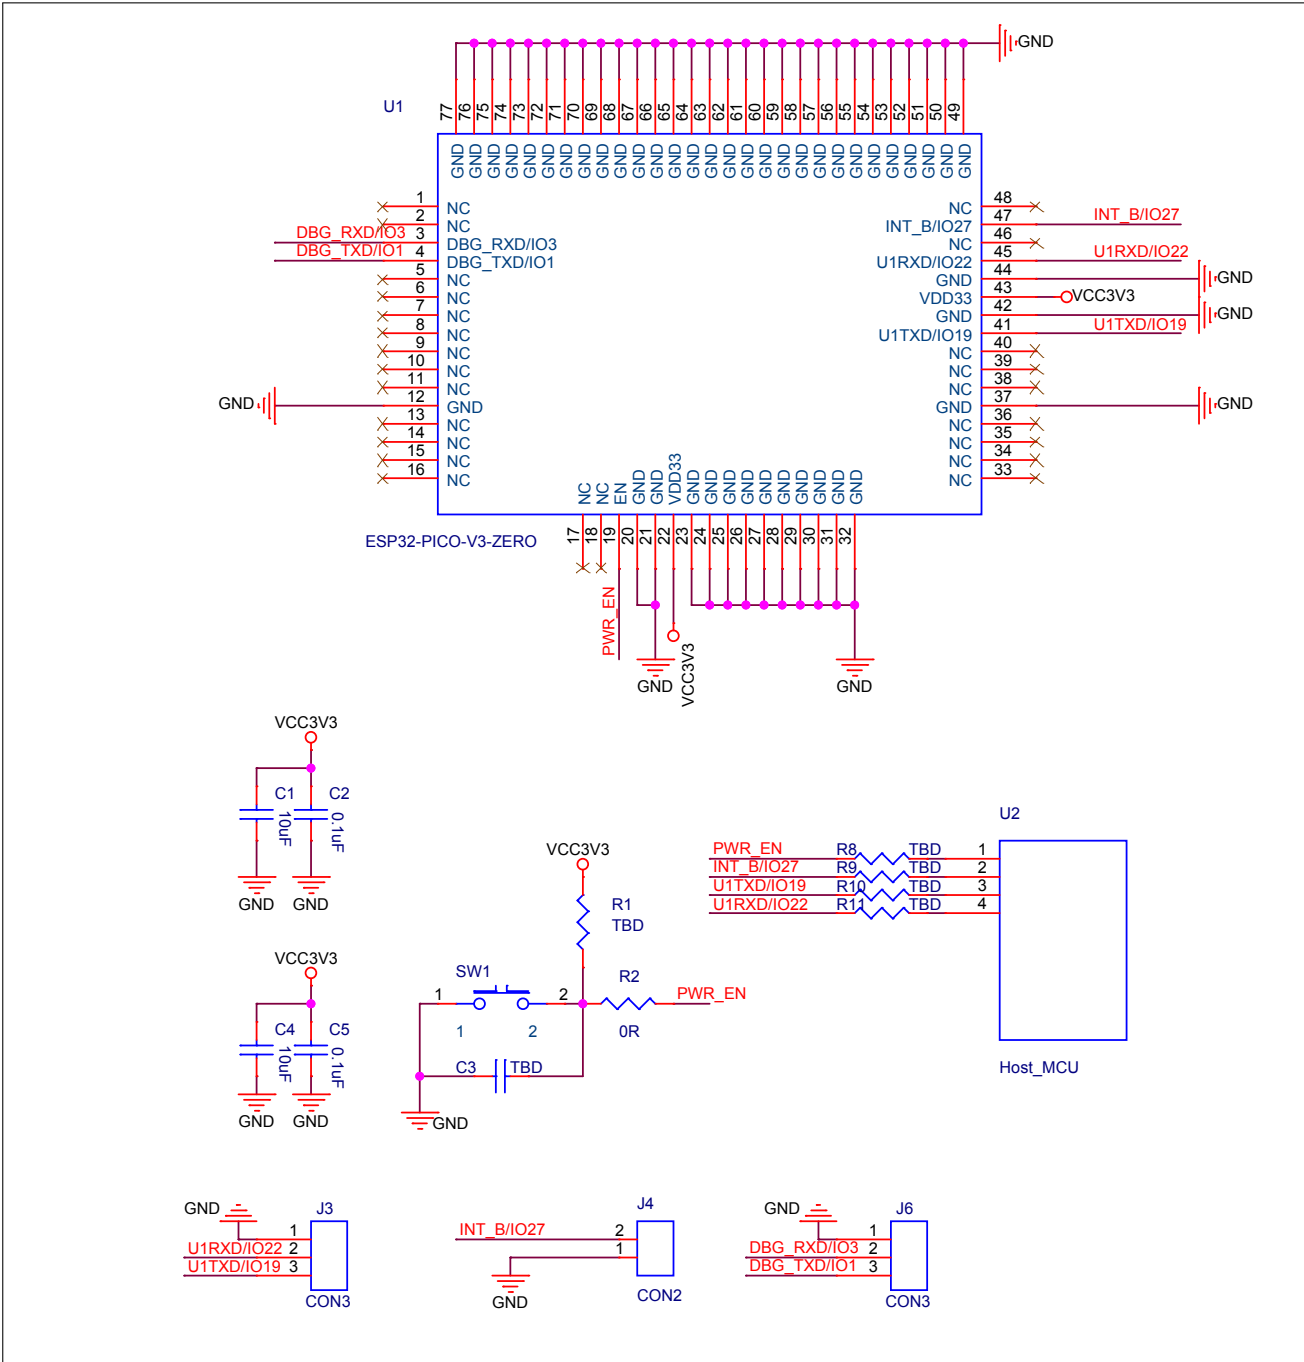 GND
77 76 75 74 73 72 71 70 69 68 67 66 65 64 63 62 61 60 59 58 57 56 55 54 53 52 51 50 49
U1
GND GND GND GND GND GND GND GND GND GND GND GND GND GND GND GND GND GND GND GND GND GND GND GND GND GND GND GND GND
1 NC
2 NC
DBG_RXD/IO3 3 DBG_RXD/IO3
DBG_TXD/IO1 4 DBG_TXD/IO1
5 NC
6 NC
7 NC
8 NC
9 NC
10 NC
11 NC
GND 12 GND
13 NC
14 NC
15 NC
16 NC
NC 48
INT_B/IO27 47 INT_B/IO27
NC 46
U1RXD/IO22 45 U1RXD/IO22
GND 44 GND
VDD33 43 VCC3V3
GND 42 GND
U1TXD/IO19 41 U1TXD/IO19
NC 40
NC 39
NC 38
GND 37 GND
NC 36
NC 35
NC 34
NC 33
NC NC EN GND GND VDD33 GND GND GND GND GND GND GND GND GND GND
17 18 19 20 21 22 23 24 25 26 27 28 29 30 31 32
ESP32-PICO-V3-ZERO
PWR_EN
GND
VCC3V3
GND
VCC3V3
C1 C2
10uF 0.1uF
GND GND
VCC3V3
C4 C5
10uF 0.1uF
GND GND
VCC3V3
R1
TBD
SW1
1 2
1 2
R2
PWR_EN
0R
C3 TBD
GND
U2
PWR_EN R8 TBD 1
INT_B/IO27 R9 TBD 2
U1TXD/IO19 R10 TBD 3
U1RXD/IO22 R11 TBD 4
Host_MCU
GND J3
1
U1RXD/IO22 2
U1TXD/IO19 3
CON3
J4
INT_B/IO27 2
1
GND
CON2
GND J6
1
DBG_RXD/IO3 2
DBG_TXD/IO1 3
CON3